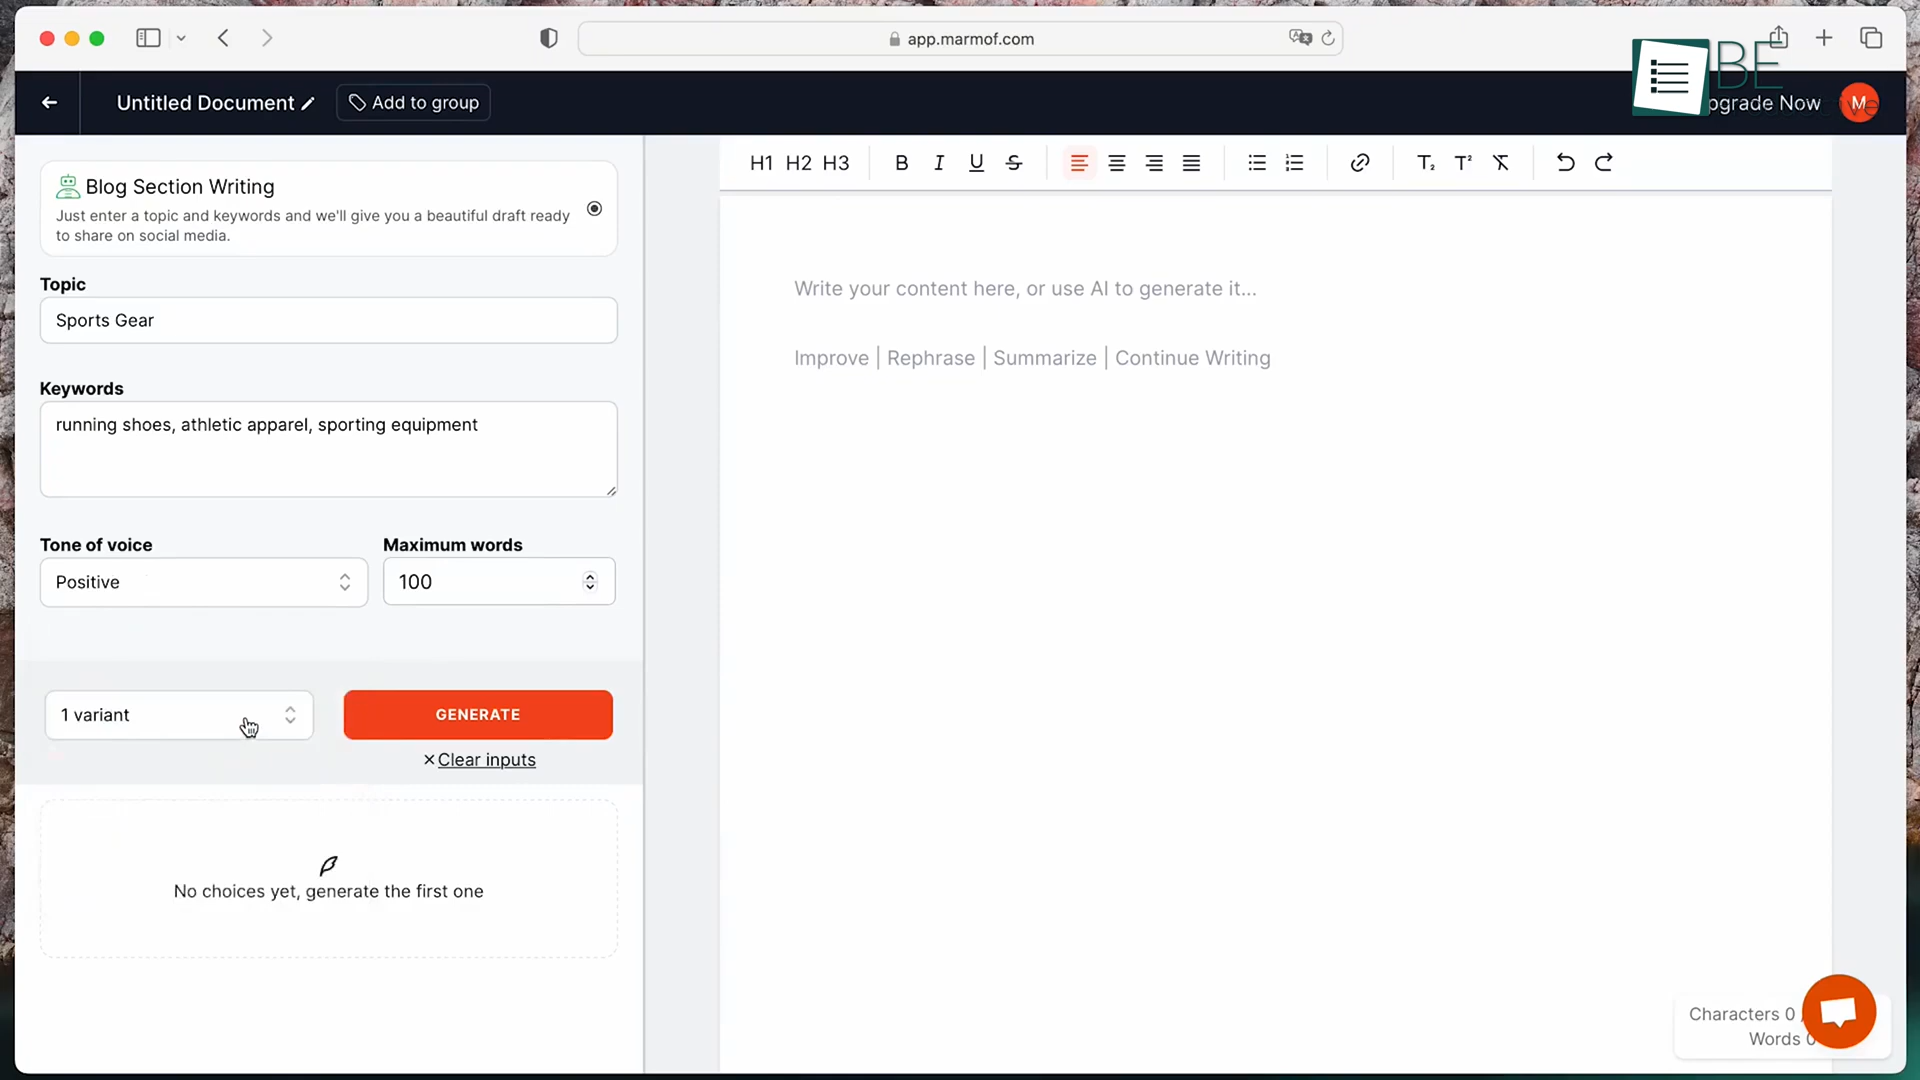 app.marmof.com
BE
Untitled Document
Add to group
pgrade Now
M
Blog Section Writing
Just enter a topic and keywords and we'll give you a beautiful draft ready
to share on social media.
H1 H2 H3 B I U S T₂ T²
Topic
Sports Gear
Write your content here, or use AI to generate it...
Improve | Rephrase | Summarize | Continue Writing
Keywords
running shoes, athletic apparel, sporting equipment
Tone of voice
Maximum words
Positive
100
1 variant
GENERATE
×Clear inputs
No choices yet, generate the first one
Characters 0
Words 0